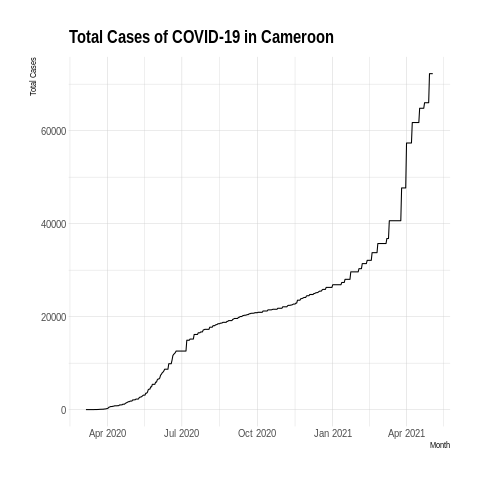 Total Cases of COVID-19 in Cameroon
Total Cases
60000
40000
20000
0
Apr 2020 Jul 2020 Oct 2020 Jan 2021 Apr 2021
Month